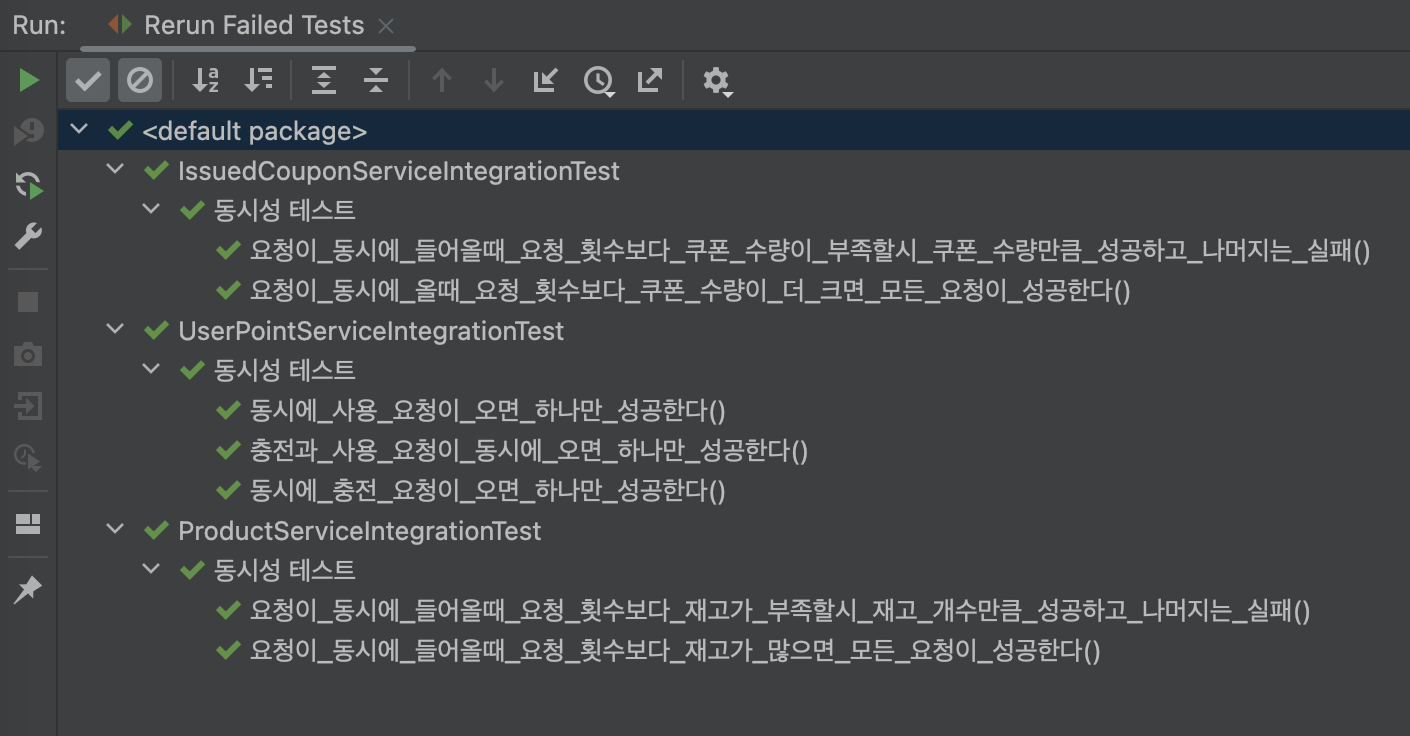 Run: Rerun Failed Tests
<default package>
IssuedCouponServiceIntegrationTest
동시성 테스트
요청이_동시에_들어올때_요청_횟수보다_쿠폰_수량이_부족할시_쿠폰_수량만큼_성공하고_나머지는_실패()
요청이_동시에_올때_요청_횟수보다_쿠폰_수량이_더_크면_모든_요청이_성공한다()
UserPointServiceIntegrationTest
동시성 테스트
동시에_사용_요청이_오면_하나만_성공한다()
충전과_사용_요청이_동시에_오면_하나만_성공한다()
동시에_충전_요청이_오면_하나만_성공한다()
ProductServiceIntegrationTest
동시성 테스트
요청이_동시에_들어올때_요청_횟수보다_재고가_부족할시_재고_개수만큼_성공하고_나머지는_실패()
요청이_동시에_들어올때_요청_횟수보다_재고가_많으면_모든_요청이_성공한다()